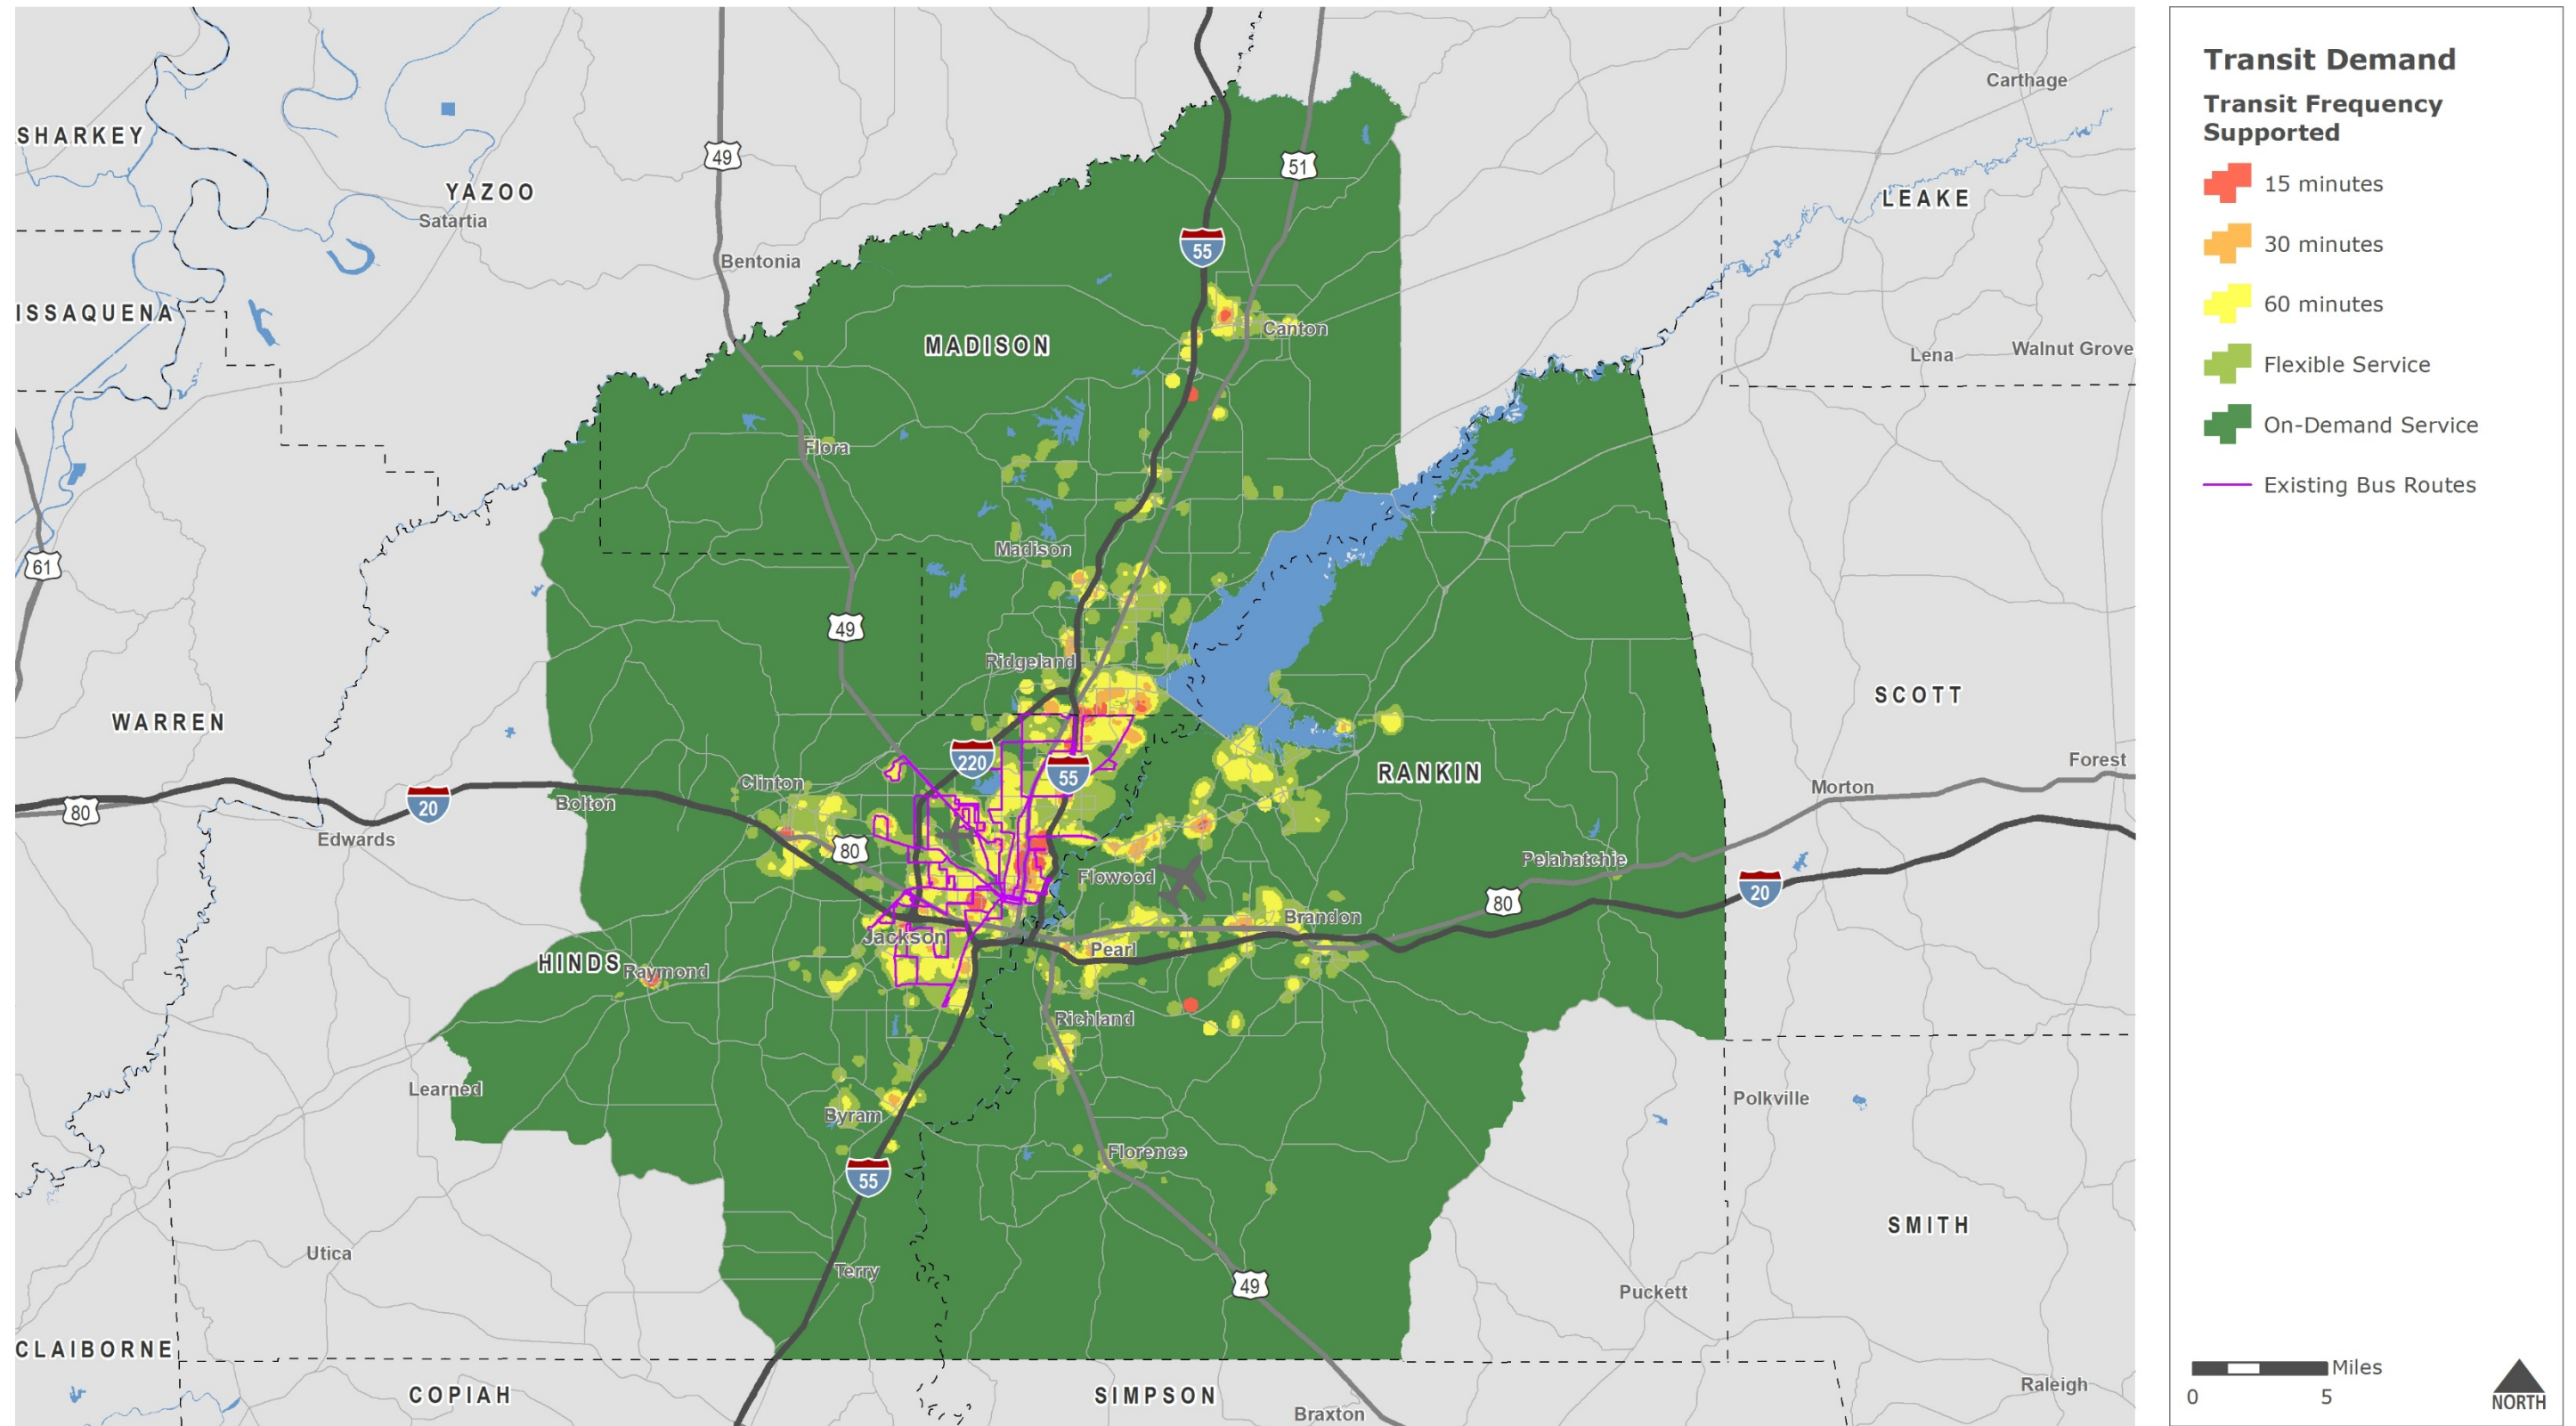 Carthage
SHARKEY
49
51
YAZOO
LEAKE
Satartia
55
Bentonia
ISSAQUENA
Canton
MADISON
Lena
Walnut Grove
Flora
Madison
61
49
Ridgeland
SCOTT
WARREN
220
55
RANKIN
Forest
Clinton
Morton
Bolton
20
80
Edwards
80
Pelahatchie
Flowood
20
80
Brandon
Jackson
Pearl
HINDS
Raymond
Richland
Learned
Polkville
Byram
Florence
55
SMITH
Utica
Terry
49
Puckett
CLAIBORNE
Raleigh
COPIAH
SIMPSON
Braxton
Transit Demand
Transit Frequency
Supported
15 minutes
30 minutes
60 minutes
Flexible Service
On-Demand Service
Existing Bus Routes
Miles
0
5
NORTH